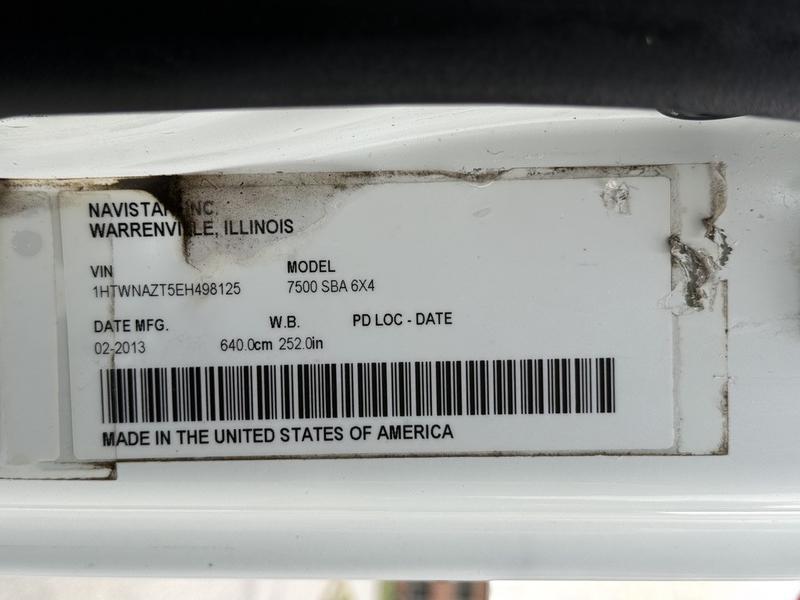 NAVISTAR, INC.
WARRENVILLE, ILLINOIS
VIN MODEL
1HTWNAZT5EH498125 7500 SBA 6X4
DATE MFG. W.B. PD LOC - DATE
02-2013 640.0cm 252.0in
MADE IN THE UNITED STATES OF AMERICA